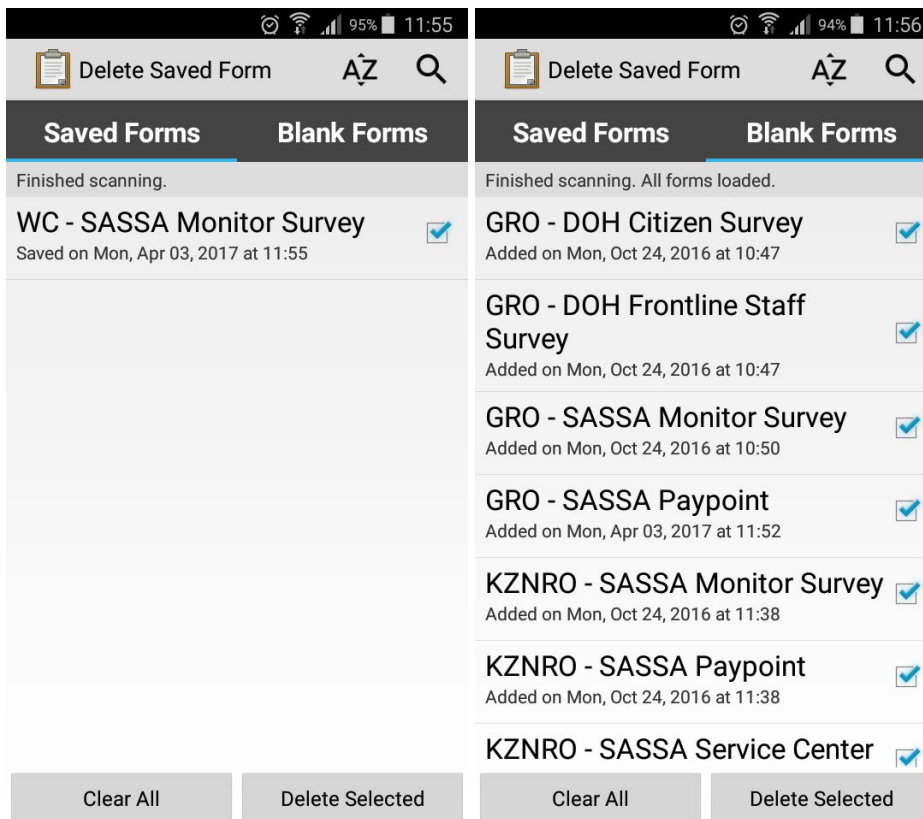 95% 11:55
Delete Saved Form AZ
Saved Forms Blank Forms
Finished scanning.
WC - SASSA Monitor Survey
Saved on Mon, Apr 03, 2017 at 11:55
Clear All Delete Selected
94% 11:56
Delete Saved Form AZ
Saved Forms Blank Forms
Finished scanning. All forms loaded.
GRO - DOH Citizen Survey
Added on Mon, Oct 24, 2016 at 10:47
GRO - DOH Frontline Staff
Survey
Added on Mon, Oct 24, 2016 at 10:47
GRO - SASSA Monitor Survey
Added on Mon, Oct 24, 2016 at 10:50
GRO - SASSA Paypoint
Added on Mon, Apr 03, 2017 at 11:52
KZNRO - SASSA Monitor Survey
Added on Mon, Oct 24, 2016 at 11:38
KZNRO - SASSA Paypoint
Added on Mon, Oct 24, 2016 at 11:38
KZNRO - SASSA Service Center
Clear All Delete Selected